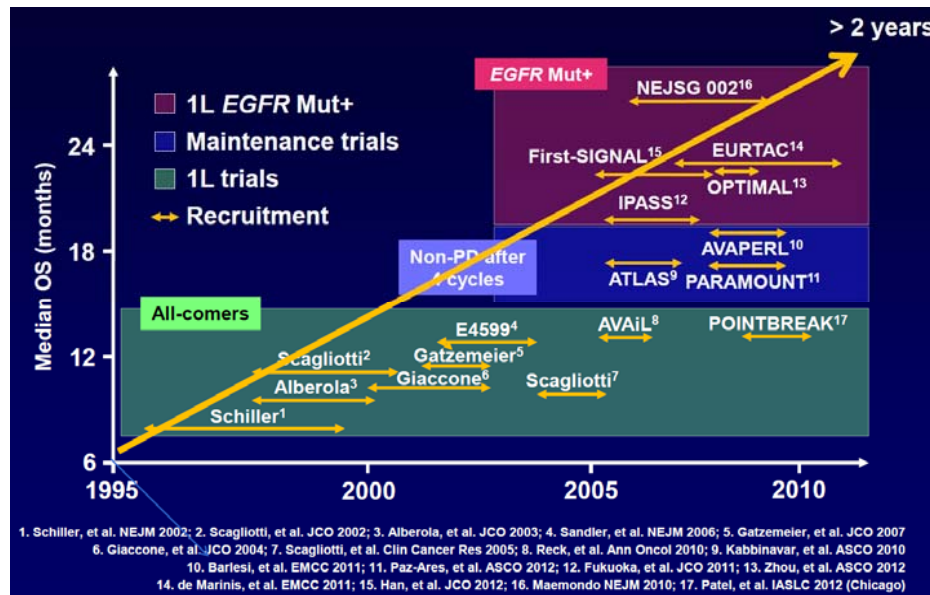 > 2 years
EGFR Mut+
1L EGFR Mut+
Maintenance trials
1L trials
Recruitment
NEJSG 002¹⁶
First-SIGNAL¹⁵
EURTAC¹⁴
OPTIMAL¹³
IPASS¹²
Non-PD after
4 cycles
AVAPERL¹⁰
ATLAS⁹
PARAMOUNT¹¹
All-comers
E4599⁴
AVAiL⁸
POINTBREAK¹⁷
Scagliotti²
Gatzemeier⁵
Alberola³
Giaccone⁶
Scagliotti⁷
Schiller¹
Median OS (months)
24
18
12
6
1995
2000
2005
2010
1. Schiller, et al. NEJM 2002; 2. Scagliotti, et al. JCO 2002; 3. Alberola, et al. JCO 2003; 4. Sandler, et al. NEJM 2006; 5. Gatzemeier, et al. JCO 2007
6. Giaccone, et al. JCO 2004; 7. Scagliotti, et al. Clin Cancer Res 2005; 8. Reck, et al. Ann Oncol 2010; 9. Kabbinavar, et al. ASCO 2010
10. Barlesi, et al. EMCC 2011; 11. Paz-Ares, et al. ASCO 2012; 12. Fukuoka, et al. JCO 2011; 13. Zhou, et al. ASCO 2012
14. de Marinis, et al. EMCC 2011; 15. Han, et al. JCO 2012; 16. Maemondo NEJM 2010; 17. Patel, et al. IASLC 2012 (Chicago)